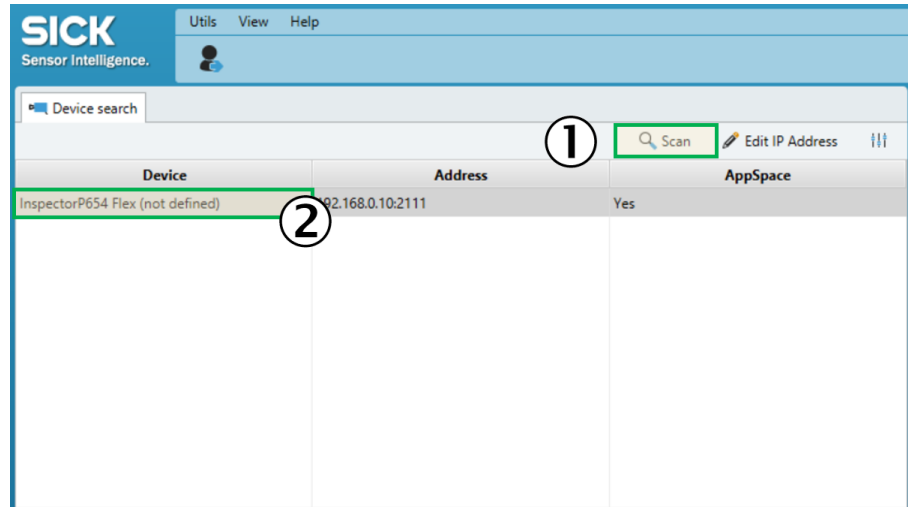 SICK
Sensor Intelligence.
Utils View Help
Device search
① Scan Edit IP Address
Device Address AppSpace
InspectorP654 Flex (not defined) ② 192.168.0.10:2111 Yes